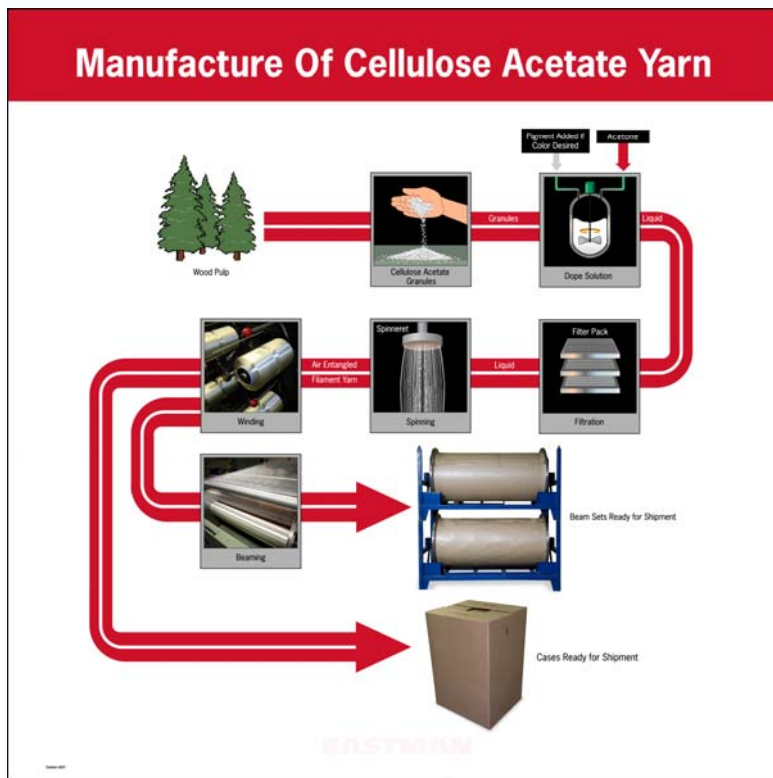 Manufacture Of Cellulose Acetate Yarn
Pigment Added If
Color Desired
Acetone
Wood Pulp
Cellulose Acetate
Granules
Granules
Dope Solution
Liquid
Winding
Air Entangled
Filament Yarn
Spinneret
Spinning
Liquid
Filter Pack
Filtration
Beaming
Beam Sets Ready for Shipment
Cases Ready for Shipment
EASTMAN